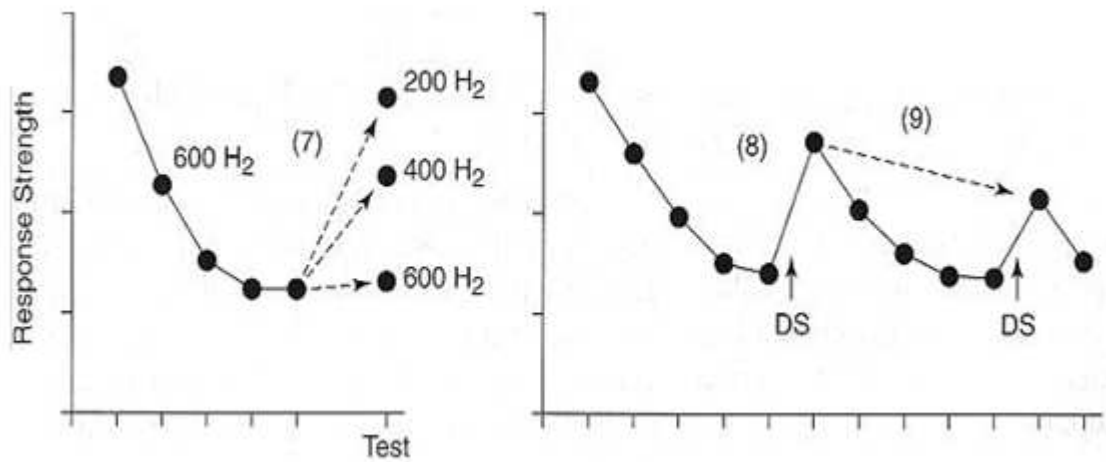 Response Strength
600 H₂
(7)
200 H₂
400 H₂
600 H₂
Test
(8)
(9)
DS
DS